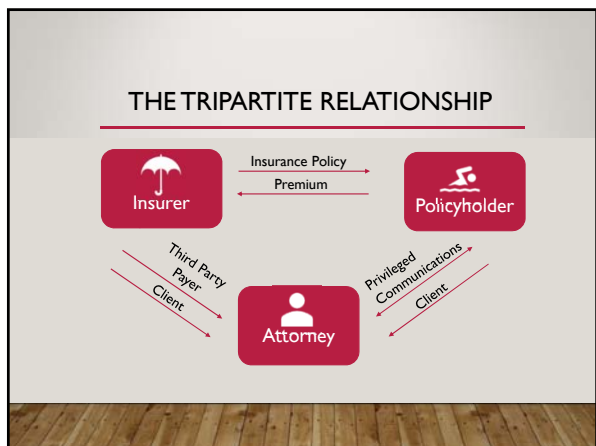 THE TRIPARTITE RELATIONSHIP
Insurance Policy
Premium
Insurer
Policyholder
Third Party
Payer
Client
Privileged
Communications
Client
Attorney